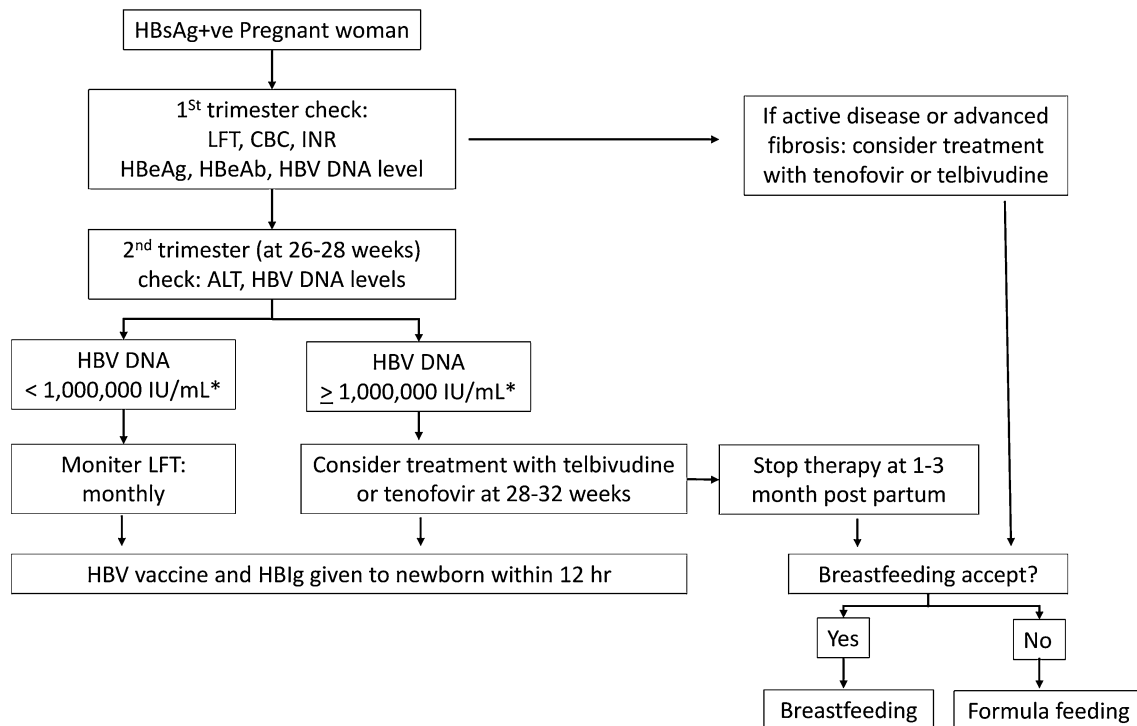 HBsAg+ve Pregnant woman
1St trimester check:
LFT, CBC, INR
HBeAg, HBeAb, HBV DNA level
If active disease or advanced
fibrosis: consider treatment
with tenofovir or telbivudine
2nd trimester (at 26-28 weeks)
check: ALT, HBV DNA levels
HBV DNA
< 1,000,000 IU/mL*
HBV DNA
≥ 1,000,000 IU/mL*
Moniter LFT:
monthly
Consider treatment with telbivudine
or tenofovir at 28-32 weeks
Stop therapy at 1-3
month post partum
HBV vaccine and HBIg given to newborn within 12 hr
Breastfeeding accept?
Yes
No
Breastfeeding
Formula feeding